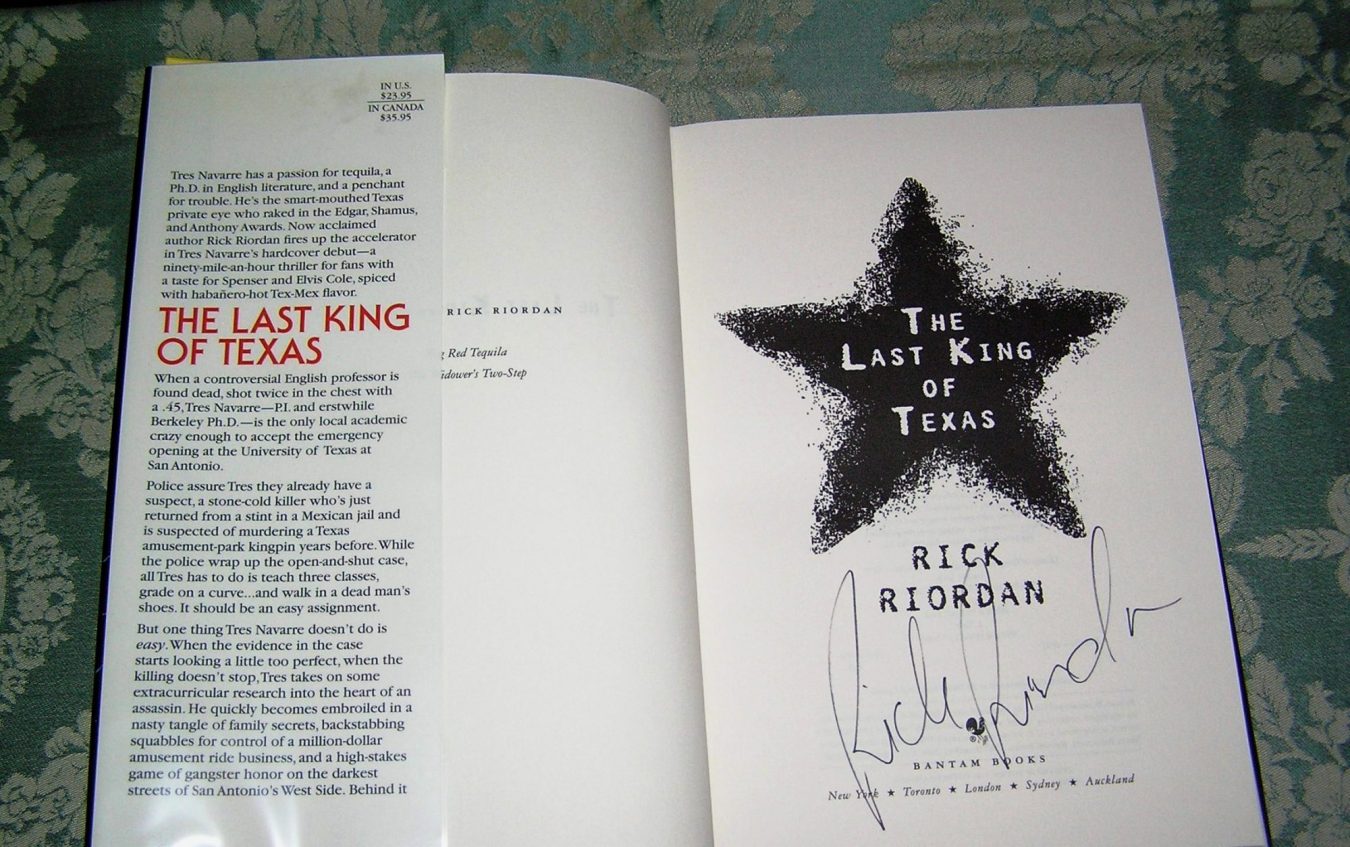 IN U.S.
$23.95
IN CANADA
$35.95
Tres Navarre has a passion for tequila, a
Ph.D. in English literature, and a penchant
for trouble. He's the smart-mouthed Texas
private eye who raked in the Edgar, Shamus,
and Anthony Awards. Now acclaimed
author Rick Riordan fires up the accelerator
in Tres Navarre's hardcover debut—a
ninety-mile-an-hour thriller for fans with
a taste for Spenser and Elvis Cole, spiced
with habañero-hot Tex-Mex flavor.
THE LAST KING
OF TEXAS
When a controversial English professor is
found dead, shot twice in the chest with
a .45, Tres Navarre—P.I. and erstwhile
Berkeley Ph.D.—is the only local academic
crazy enough to accept the emergency
opening at the University of Texas at
San Antonio.
Police assure Tres they already have a
suspect, a stone-cold killer who's just
returned from a stint in a Mexican jail and
is suspected of murdering a Texas
amusement-park kingpin years before. While
the police wrap up the open-and-shut case,
all Tres has to do is teach three classes,
grade on a curve...and walk in a dead man's
shoes. It should be an easy assignment.
But one thing Tres Navarre doesn't do is
easy. When the evidence in the case
starts looking a little too perfect, when the
killing doesn't stop, Tres takes on some
extracurricular research into the heart of an
assassin. He quickly becomes embroiled in a
nasty tangle of family secrets, backstabbing
squabbles for control of a million-dollar
amusement ride business, and a high-stakes
game of gangster honor on the darkest
streets of San Antonio's West Side. Behind it
RICK RIORDAN
Red Tequila
idower's Two-Step
THE
LAST KING
OF
TEXAS
RICK
RIORDAN
Rick Riordan
BANTAM BOOKS
New York ★ Toronto ★ London ★ Sydney ★ Auckland